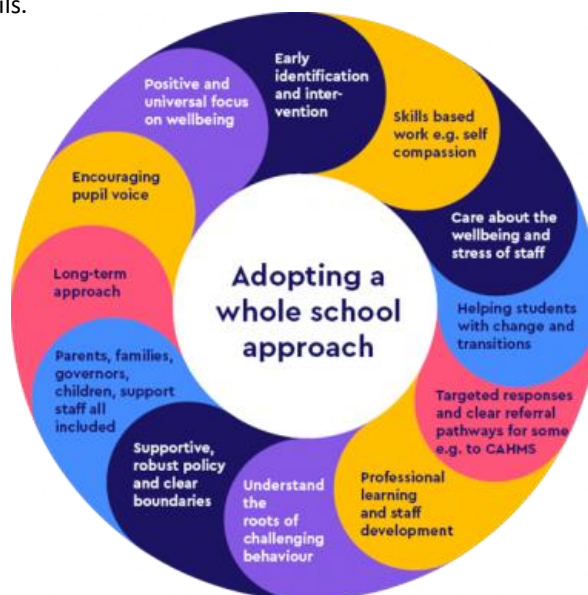 ils.
Early
identification
and inter-
vention
Skills based
work e.g. self
compassion
Care about the
wellbeing and
stress of staff
Helping students
with change and
transitions
Targeted responses
and clear referral
pathways for some
e.g. to CAHMS
Professional
learning
and staff
development
Understand
the
roots of
challenging
behaviour
Supportive,
robust policy
and clear
boundaries
Parents, families,
governors,
children, support
staff all
included
Long-term
approach
Encouraging
pupil voice
Positive and
universal focus
on wellbeing
Adopting a
whole school
approach